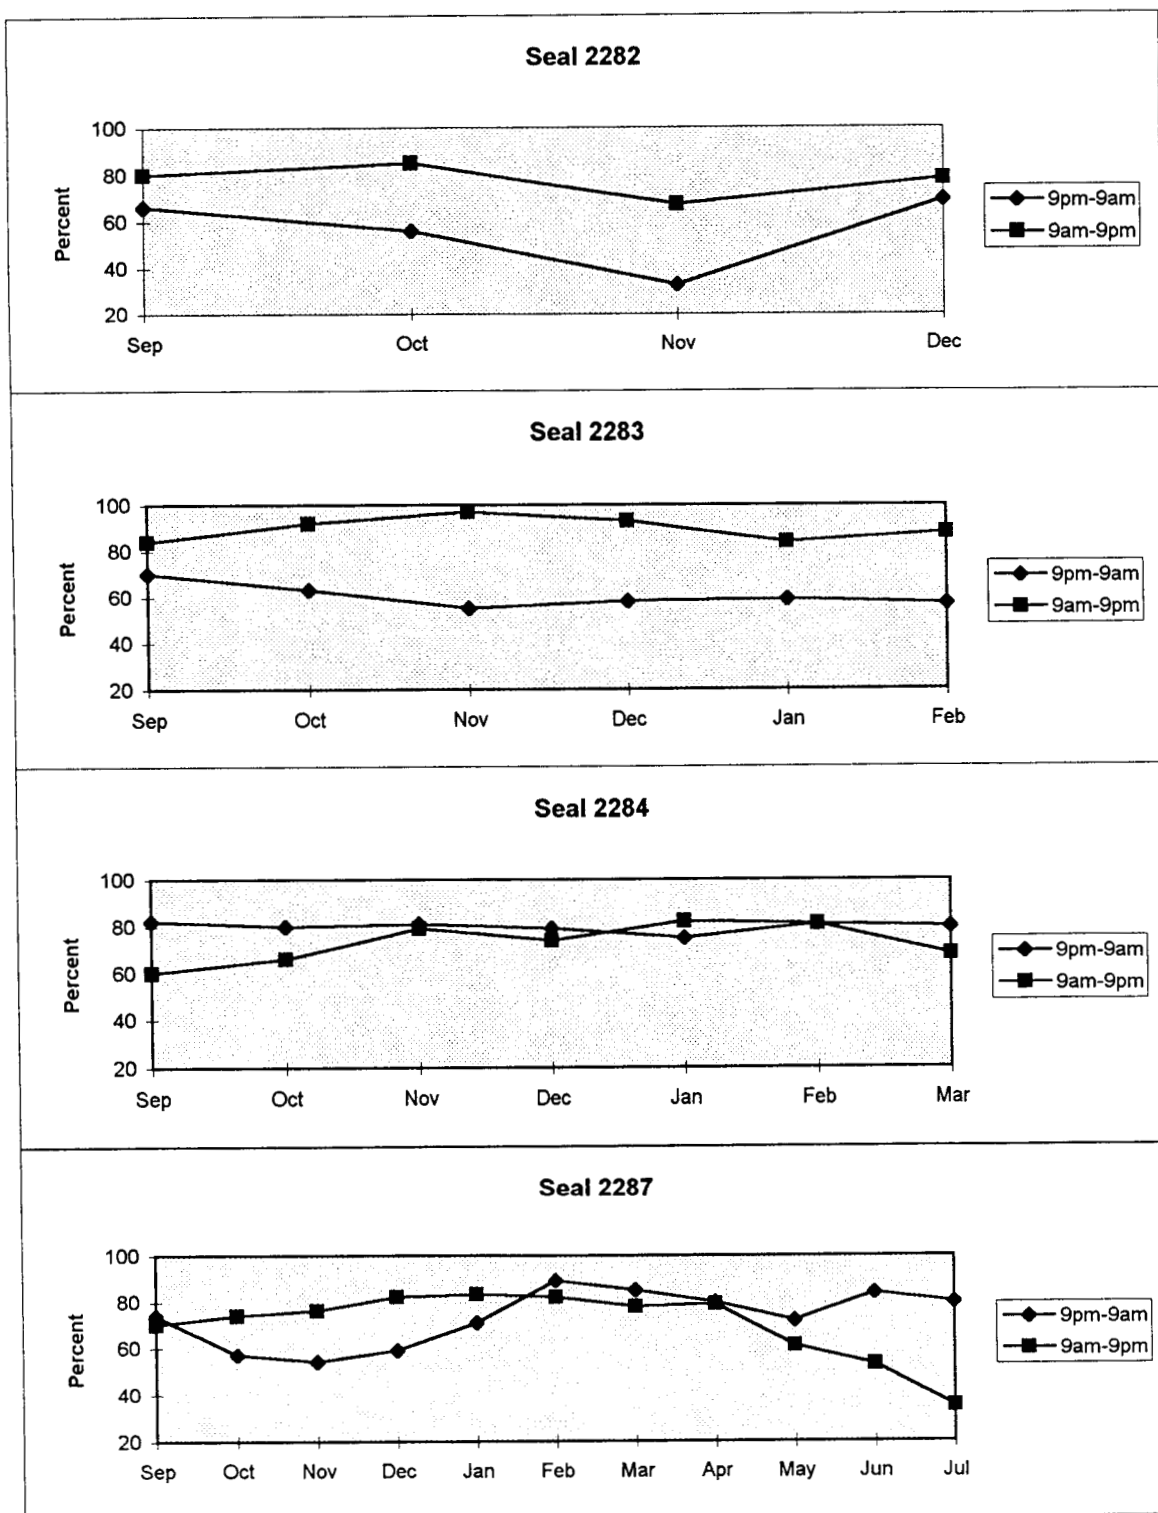 Seal 2282
100
80
60
40
20
Percent
Sep Oct Nov Dec
9pm-9am
9am-9pm
Seal 2283
100
80
60
40
20
Percent
Sep Oct Nov Dec Jan Feb
9pm-9am
9am-9pm
Seal 2284
100
80
60
40
20
Percent
Sep Oct Nov Dec Jan Feb Mar
9pm-9am
9am-9pm
Seal 2287
100
80
60
40
20
Percent
Sep Oct Nov Dec Jan Feb Mar Apr May Jun Jul
9pm-9am
9am-9pm